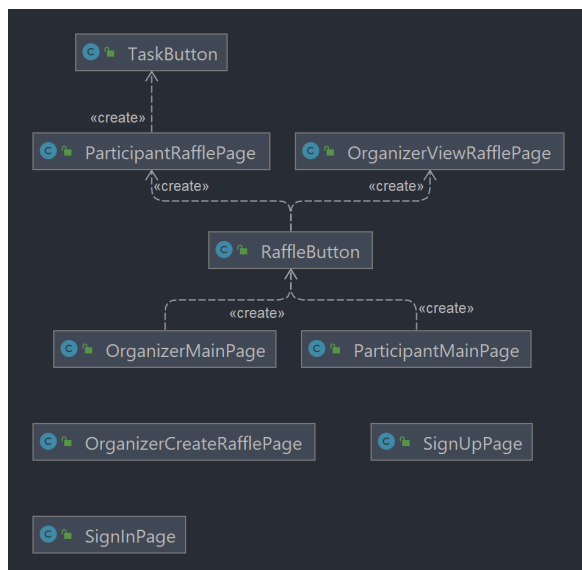 TaskButton
«create»
ParticipantRafflePage
OrganizerViewRafflePage
«create»
«create»
RaffleButton
«create»
«create»
OrganizerMainPage
ParticipantMainPage
OrganizerCreateRafflePage
SignUpPage
SignInPage